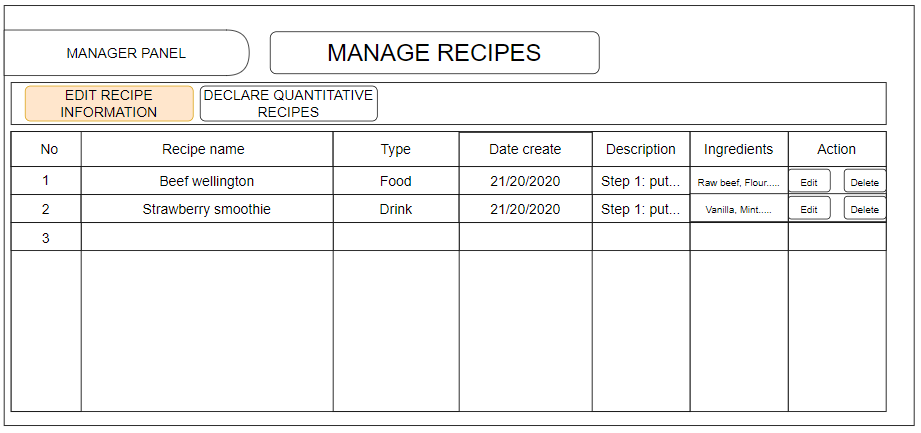 MANAGER PANEL
MANAGE RECIPES
EDIT RECIPE
INFORMATION
DECLARE QUANTITATIVE
RECIPES
No Recipe name Type Date create Description Ingredients Action
1 Beef wellington Food 21/20/2020 Step 1: put... Raw beef, Flour..... Edit Delete
2 Strawberry smoothie Drink 21/20/2020 Step 1: put... Vanilla, Mint..... Edit Delete
3